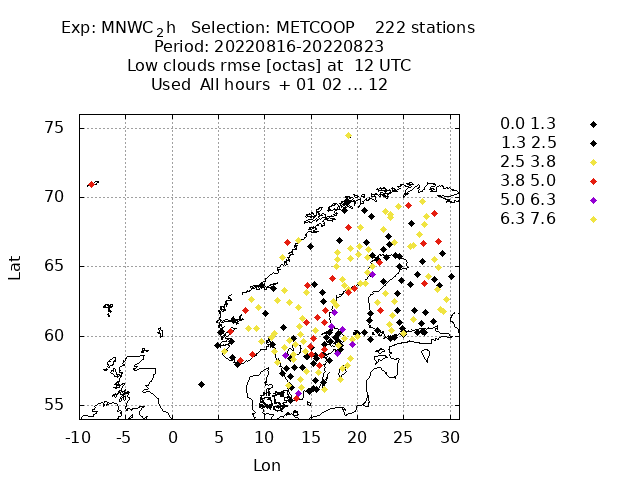 Exp: MNWC₂h Selection: METCOOP 222 stations
Period: 20220816-20220823
Low clouds rmse [octas] at 12 UTC
Used All hours + 01 02 ... 12
0.0 1.3
1.3 2.5
2.5 3.8
3.8 5.0
5.0 6.3
6.3 7.6
75
70
65
60
55
Lat
-10 -5 0 5 10 15 20 25 30
Lon